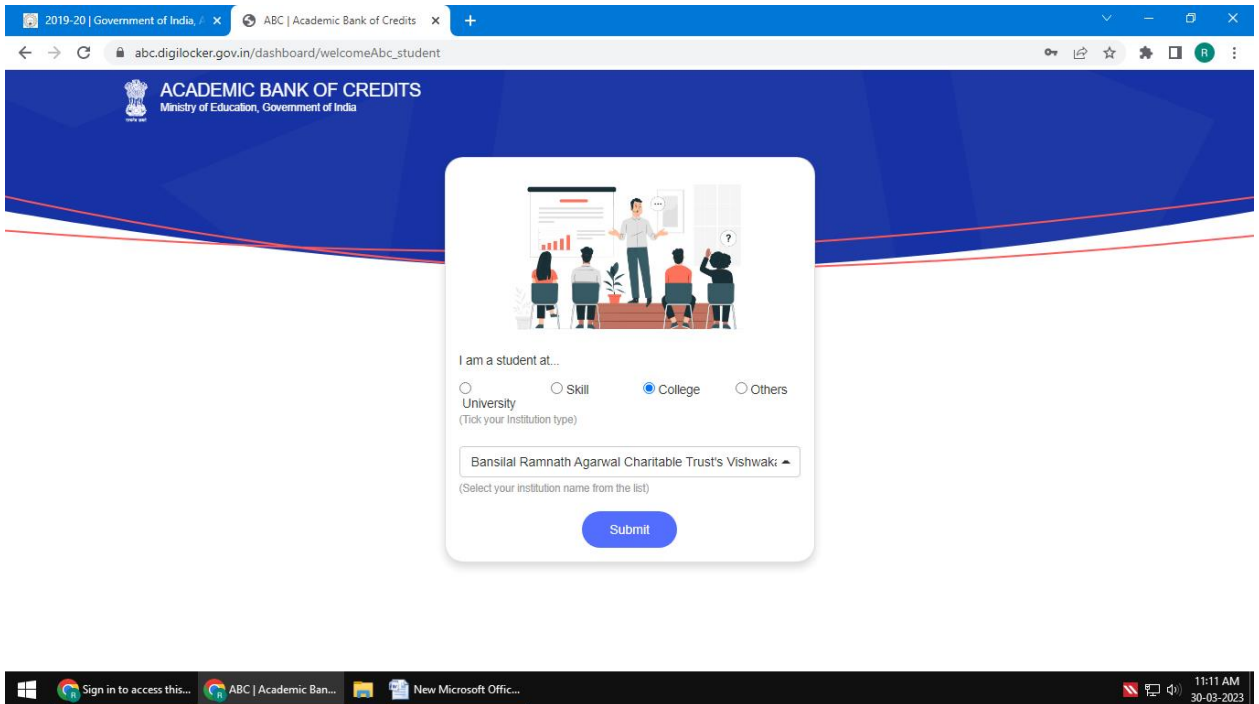 2019-20 | Government of India, A
ABC | Academic Bank of Credits
abc.digilocker.gov.in/dashboard/welcomeAbc_student
R
ACADEMIC BANK OF CREDITS
Ministry of Education, Government of India
?
I am a student at...
University
Skill
College
Others
(Tick your Institution type)
Bansilal Ramnath Agarwal Charitable Trust's Vishwaka
(Select your institution name from the list)
Submit
Sign in to access this...
ABC | Academic Ban...
New Microsoft Offic...
11:11 AM
30-03-2023